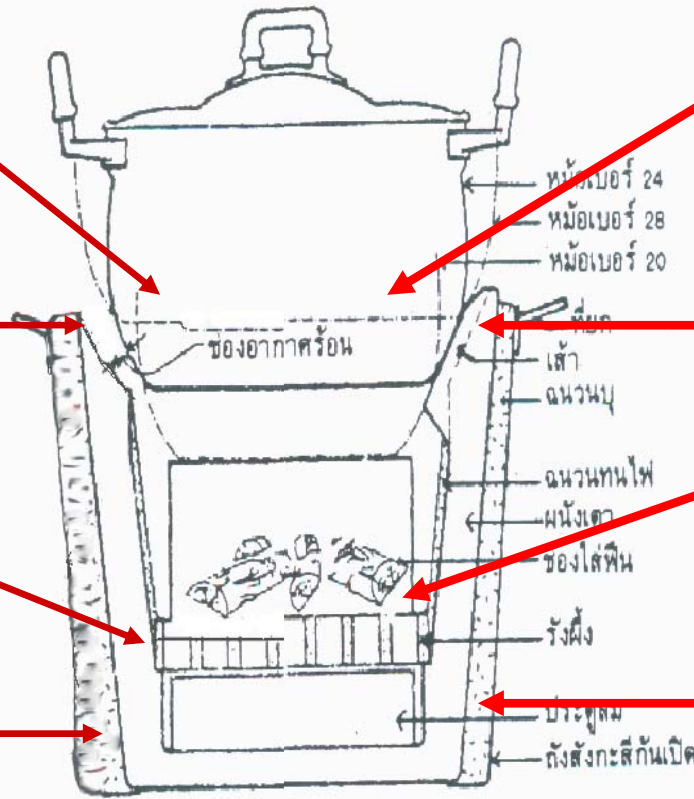 หม้อเบอร์ 24
หม้อเบอร์ 28
หม้อเบอร์ 20
ที่ยก
ช่องอากาศร้อน
เส้า
ฉนวนบุ
ฉนวนทนไฟ
ผนังเตา
ช่องใส่ฟืน
รังผึ้ง
ประตูลม
ถังสังกะสีก้นเปิด